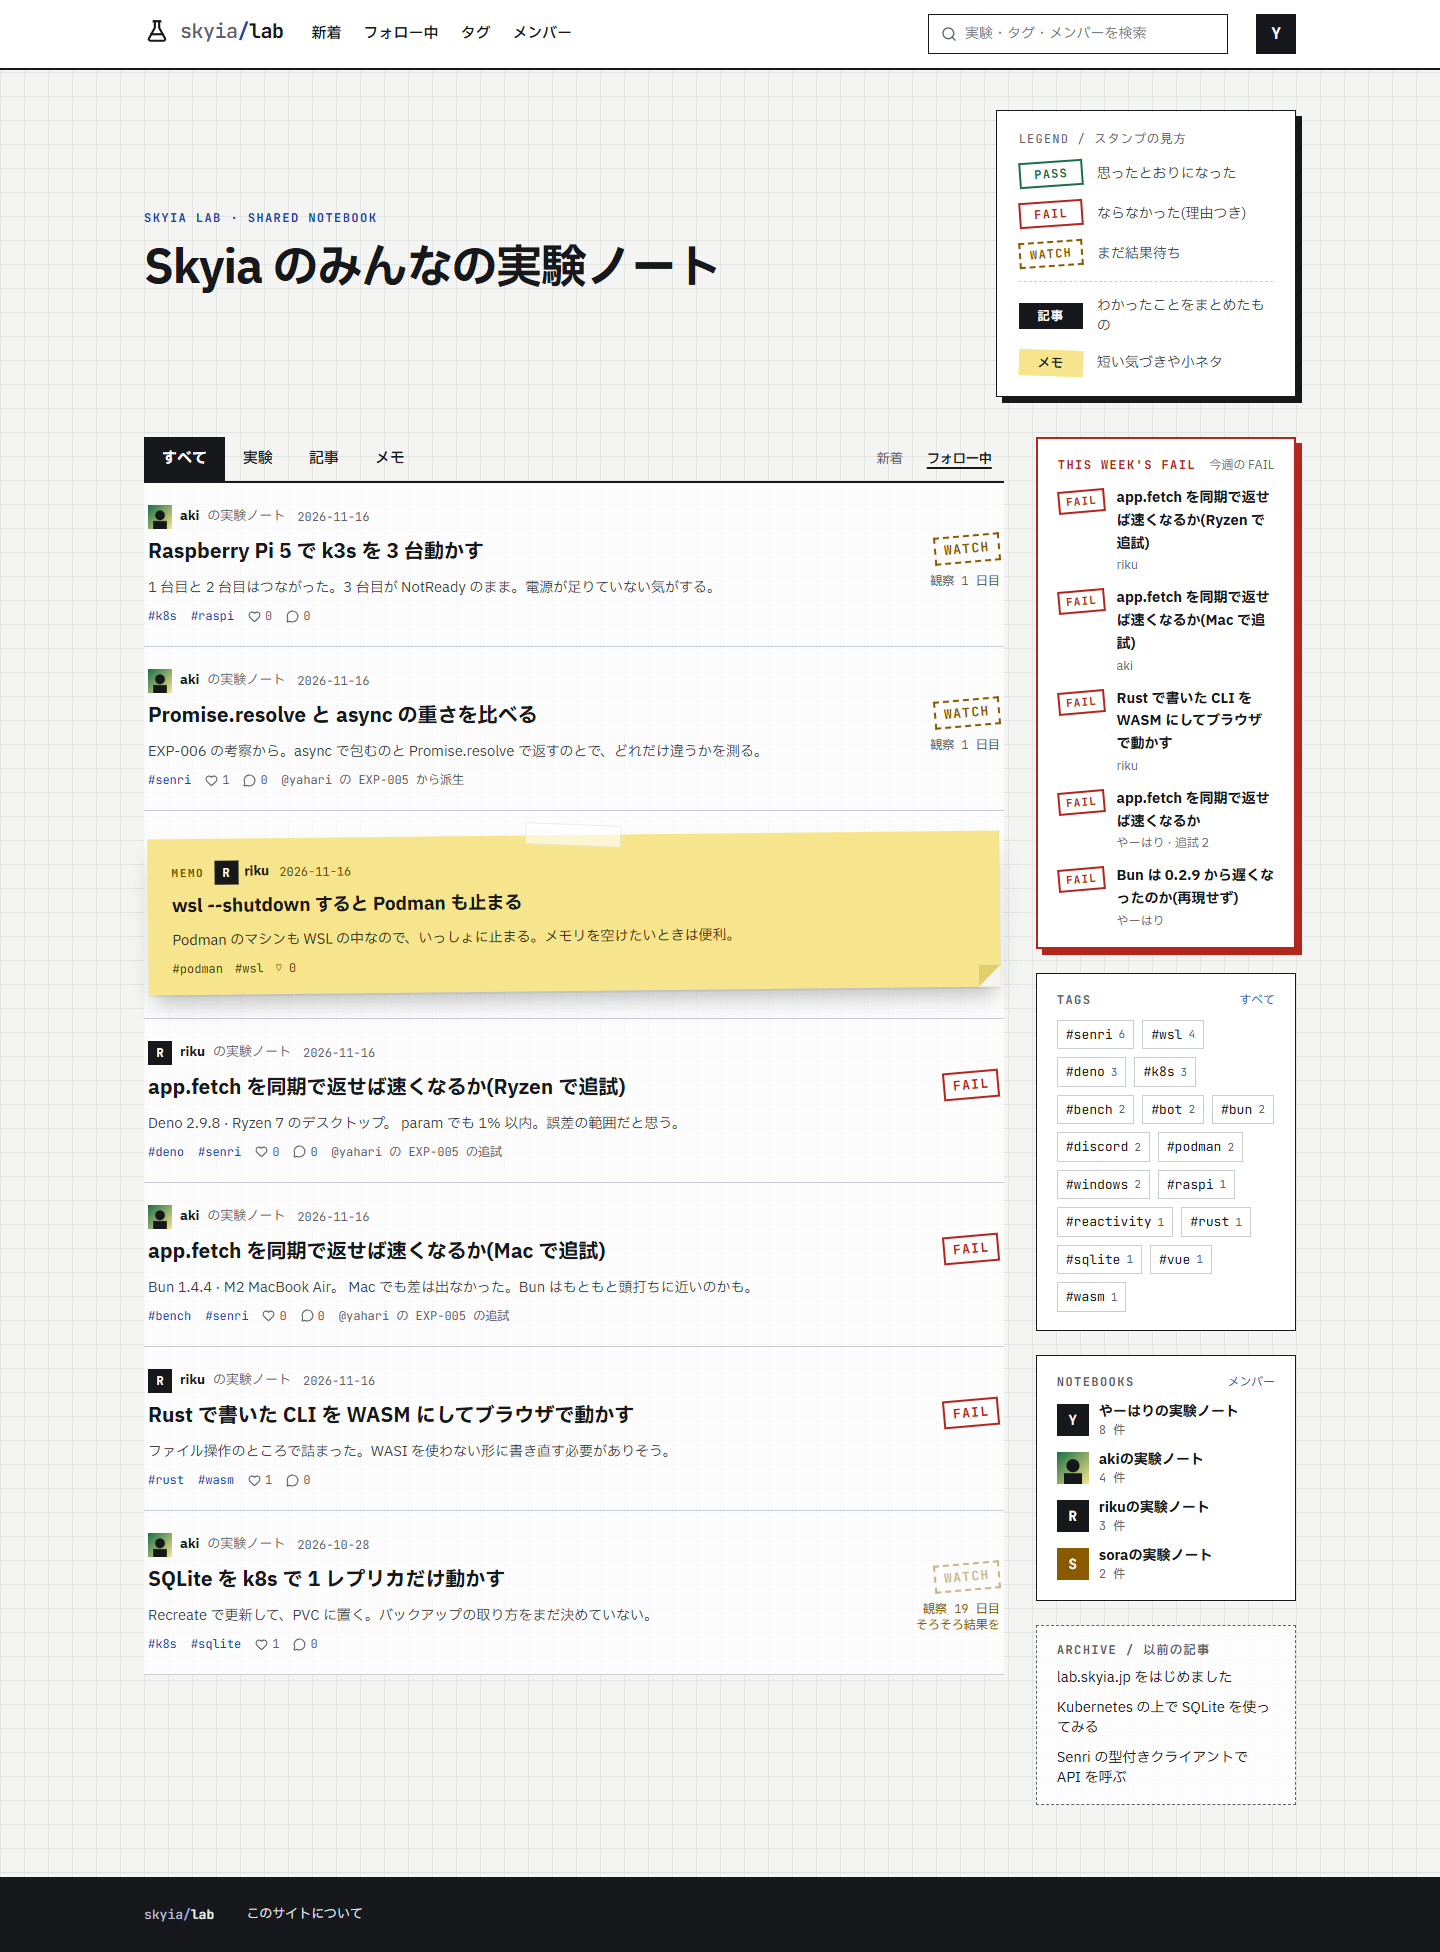 skyia/lab 新着 フォロー中 タグ メンバー 実験・タグ・メンバーを検索 Y
LEGEND / スタンプの見方
PASS 思ったとおりになった
FAIL ならなかった(理由つき)
WATCH まだ結果待ち
記事 わかったことをまとめたも
の
メモ 短い気づきや小ネタ
SKYIA LAB · SHARED NOTEBOOK
Skyia のみんなの実験ノート
すべて 実験 記事 メモ 新着 フォロー中
aki の実験ノート 2026-11-16
Raspberry Pi 5 で k3s を 3 台動かす
WATCH
1 台目と 2 台目はつながった。3 台目が NotReady のまま。電源が足りていない気がする。
観察 1 日目
#k8s #raspi 0 0
aki の実験ノート 2026-11-16
Promise.resolve と async の重さを比べる
WATCH
EXP-006 の考察から。async で包むのと Promise.resolve で返すのとで、どれだけ違うかを測る。
観察 1 日目
#senri 1 0 @yahari の EXP-005 から派生
MEMO R riku 2026-11-16
wsl --shutdown すると Podman も止まる
Podman のマシンも WSL の中なので、いっしょに止まる。メモリを空けたいときは便利。
#podman #wsl ♡ 0
R riku の実験ノート 2026-11-16
app.fetch を同期で返せば速くなるか(Ryzen で追試)
FAIL
Deno 2.9.8 · Ryzen 7 のデスクトップ。 param でも 1% 以内。誤差の範囲だと思う。
#deno #senri 0 0 @yahari の EXP-005 の追試
aki の実験ノート 2026-11-16
app.fetch を同期で返せば速くなるか(Mac で追試)
FAIL
Bun 1.4.4 · M2 MacBook Air。 Mac でも差は出なかった。Bun はもともと頭打ちに近いのかも。
#bench #senri 0 0 @yahari の EXP-005 の追試
R riku の実験ノート 2026-11-16
Rust で書いた CLI を WASM にしてブラウザで動かす
FAIL
ファイル操作のところで詰まった。WASI を使わない形に書き直す必要がありそう。
#rust #wasm 1 0
aki の実験ノート 2026-10-28
SQLite を k8s で 1 レプリカだけ動かす
WATCH
Recreate で更新して、PVC に置く。バックアップの取り方をまだ決めていない。
観察 19 日目
そろそろ結果を
#k8s #sqlite 1 0
THIS WEEK'S FAIL 今週の FAIL
FAIL app.fetch を同期で返せ
ば速くなるか(Ryzen で
追試)
riku
FAIL app.fetch を同期で返せ
ば速くなるか(Mac で追
試)
aki
FAIL Rust で書いた CLI を
WASM にしてブラウザ
で動かす
riku
FAIL app.fetch を同期で返せ
ば速くなるか
やーはり · 追試 2
FAIL Bun は 0.2.9 から遅くな
ったのか(再現せず)
やーはり
TAGS すべて
#senri 6 #wsl 4
#deno 3 #k8s 3
#bench 2 #bot 2 #bun 2
#discord 2 #podman 2
#windows 2 #raspi 1
#reactivity 1 #rust 1
#sqlite 1 #vue 1
#wasm 1
NOTEBOOKS メンバー
Y やーはりの実験ノート
8 件
akiの実験ノート
4 件
R rikuの実験ノート
3 件
S soraの実験ノート
2 件
ARCHIVE / 以前の記事
lab.skyia.jp をはじめました
Kubernetes の上で SQLite を使っ
てみる
Senri の型付きクライアントで
API を呼ぶ
skyia/lab このサイトについて